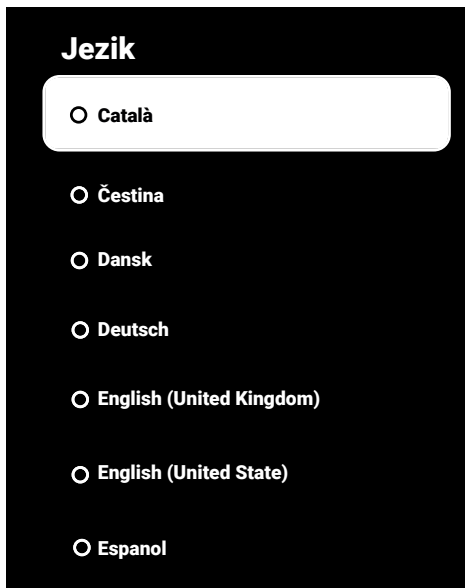 Jezik
Català
Čestina
Dansk
Deutsch
English (United Kingdom)
English (United State)
Espanol